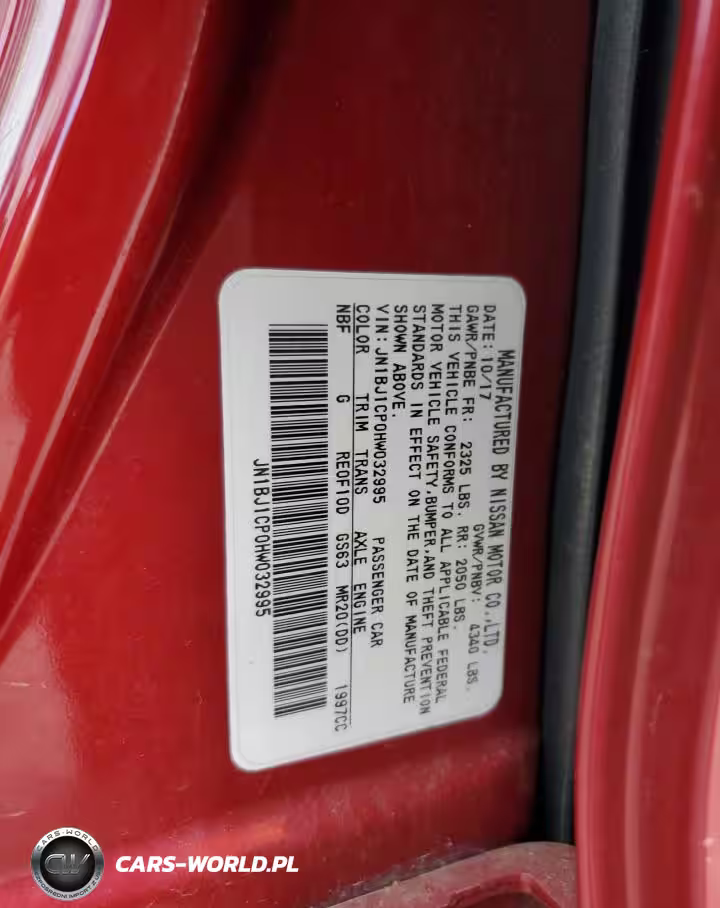 MANUFACTURED BY NISSAN MOTOR CO.,LTD.
DATE: 10/17 GVWR/PNBV: 4340 LBS.
GAWR/PNBE FR: 2325 LBS. RR: 2050 LBS.
THIS VEHICLE CONFORMS TO ALL APPLICABLE FEDERAL
MOTOR VEHICLE SAFETY,BUMPER,AND THEFT PREVENTION
STANDARDS IN EFFECT ON THE DATE OF MANUFACTURE
SHOWN ABOVE.
VIN: JN1BJ1CP0HW032995 PASSENGER CAR
COLOR TRIM TRANS AXLE ENGINE
NBF G RE0F10D GS63 MR20(DD) 1997CC
JN1BJ1CP0HW032995
CARS-WORLD
CW
CARS-WORLD.PL